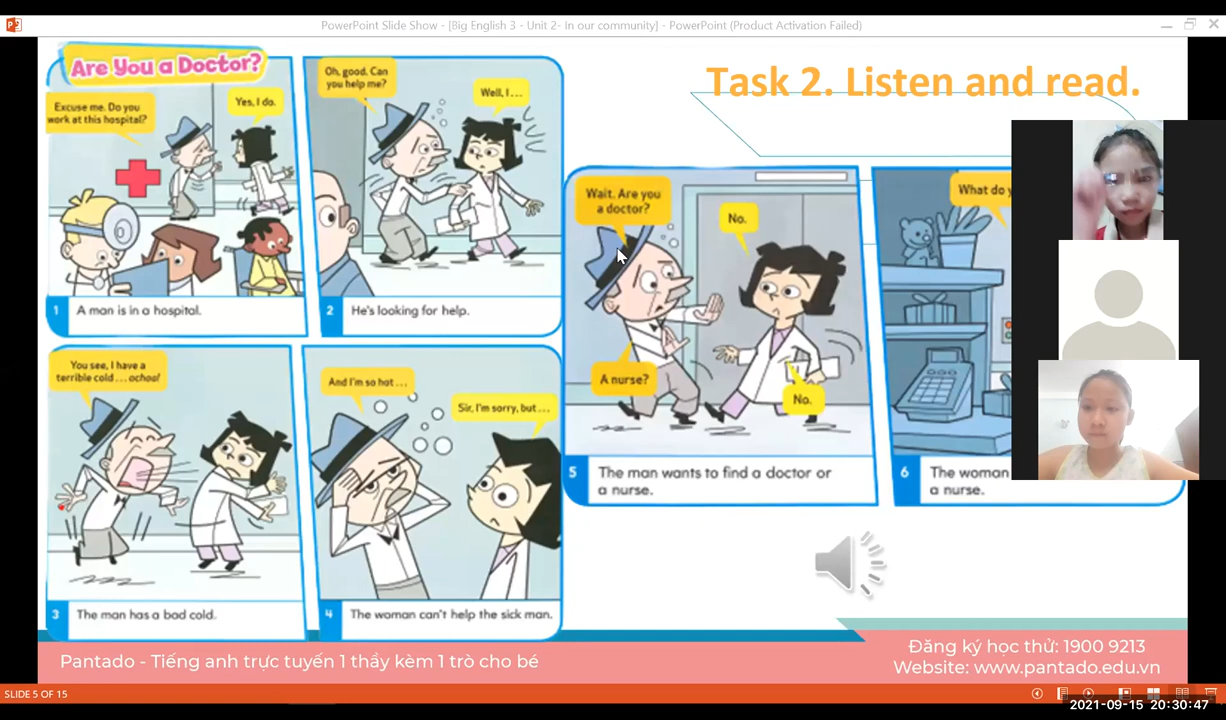 PowerPoint Slide Show - [Big English 3 - Unit 2- In our community] - PowerPoint (Product Activation Failed)
Are You a Doctor?
Task 2. Listen and read.
Excuse me. Do you
work at this hospital?
Yes, I do.
1 A man is in a hospital.
Oh, good. Can
you help me?
Well, I ...
2 He's looking for help.
You see, I have a
terrible cold ... achoo!
3 The man has a bad cold.
And I'm so hot ...
Sir, I'm sorry, but ...
4 The woman can't help the sick man.
Wait. Are you
a doctor?
No.
A nurse?
No.
5 The man wants to find a doctor or
a nurse.
What do
6 The woman
a nurse.
Pantado - Tiếng anh trực tuyến 1 thầy kèm 1 trò cho bé
Đăng ký học thử: 1900 9213
Website: www.pantado.edu.vn
SLIDE 5 OF 15
2021-09-15 20:30:47